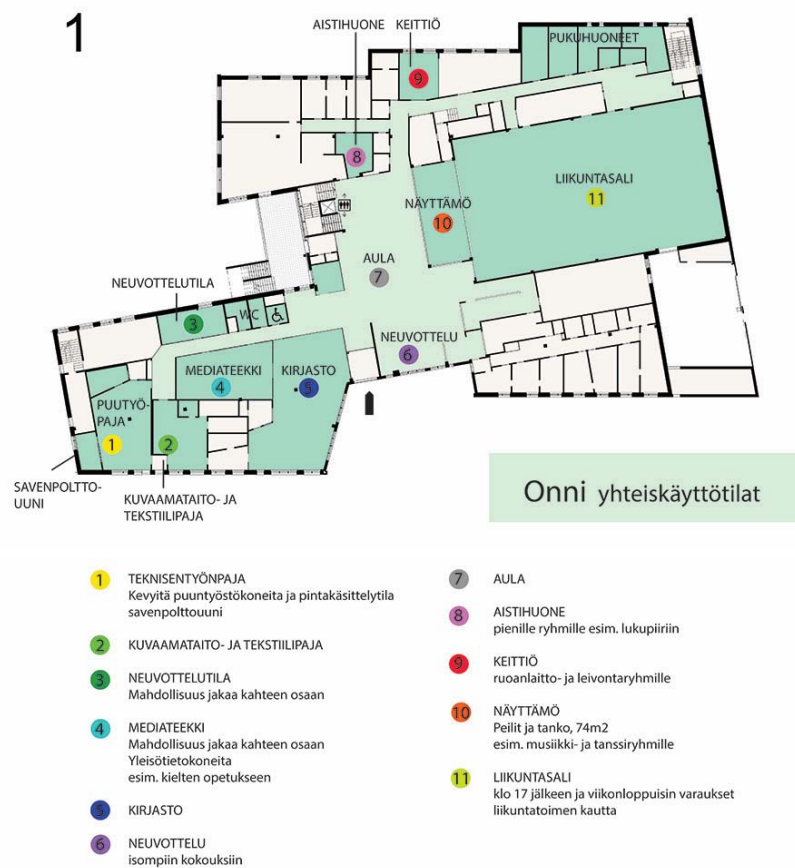 1
AISTIHUONE
KEITTIÖ
PUKUHUONEET
9
8
LIIKUNTASALI
11
NÄYTTÄMÖ
10
AULA
7
NEUVOTTELUTILA
3
WC
NEUVOTTELU
6
MEDIATEEKKI
4
KIRJASTO
5
PUUTYÖ-
PAJA
1
2
SAVENPOLTTO-
UUNI
KUVAAMATAITO- JA
TEKSTIILIPAJA
Onni yhteiskäyttötilat
1 TEKNISENTYÖNPAJA
Kevyitä puuntyöstökoneita ja pintakäsittelytila
savenpolttouuni
2 KUVAAMATAITO- JA TEKSTIILIPAJA
3 NEUVOTTELUTILA
Mahdollisuus jakaa kahteen osaan
4 MEDIATEEKKI
Mahdollisuus jakaa kahteen osaan
Yleisötietokoneita
esim. kielten opetukseen
5 KIRJASTO
6 NEUVOTTELU
isompiin kokouksiin
7 AULA
8 AISTIHUONE
pienille ryhmille esim. lukupiiriin
9 KEITTIÖ
ruoanlaitto- ja leivontaryhmille
10 NÄYTTÄMÖ
Peilit ja tanko, 74m2
esim. musiikki- ja tanssiryhmille
11 LIIKUNTASALI
klo 17 jälkeen ja viikonloppuisin varaukset
liikuntatoimen kautta